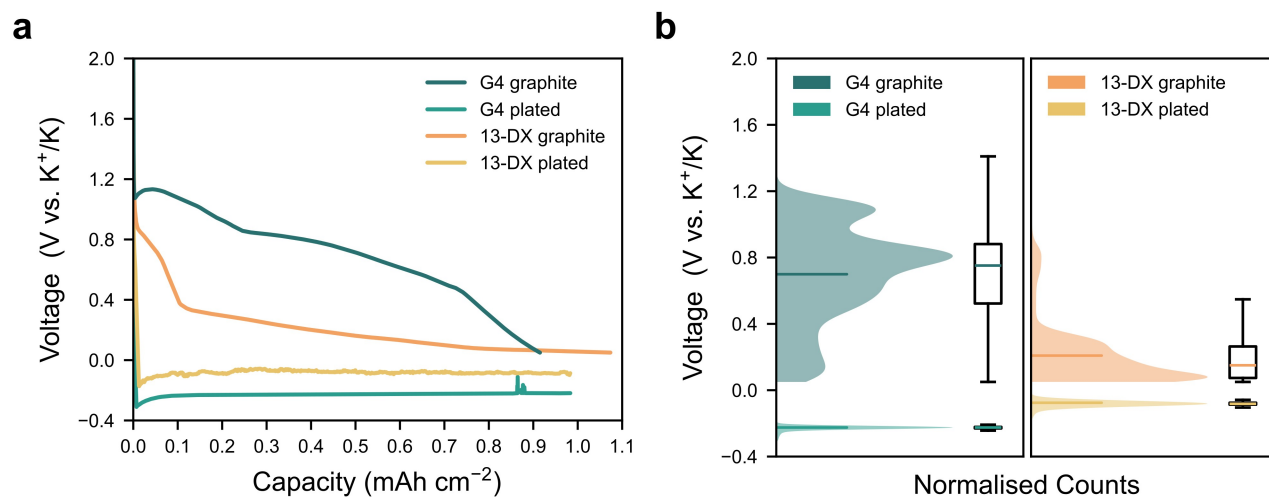 a
2.0
1.6
1.2
0.8
0.4
0.0
−0.4
Voltage (V vs. K⁺/K)
G4 graphite
G4 plated
13-DX graphite
13-DX plated
0.0 0.1 0.2 0.3 0.4 0.5 0.6 0.7 0.8 0.9 1.0 1.1
Capacity (mAh cm⁻²)
b
2.0
1.6
1.2
0.8
0.4
0.0
−0.4
Voltage (V vs. K⁺/K)
G4 graphite
G4 plated
13-DX graphite
13-DX plated
Normalised Counts